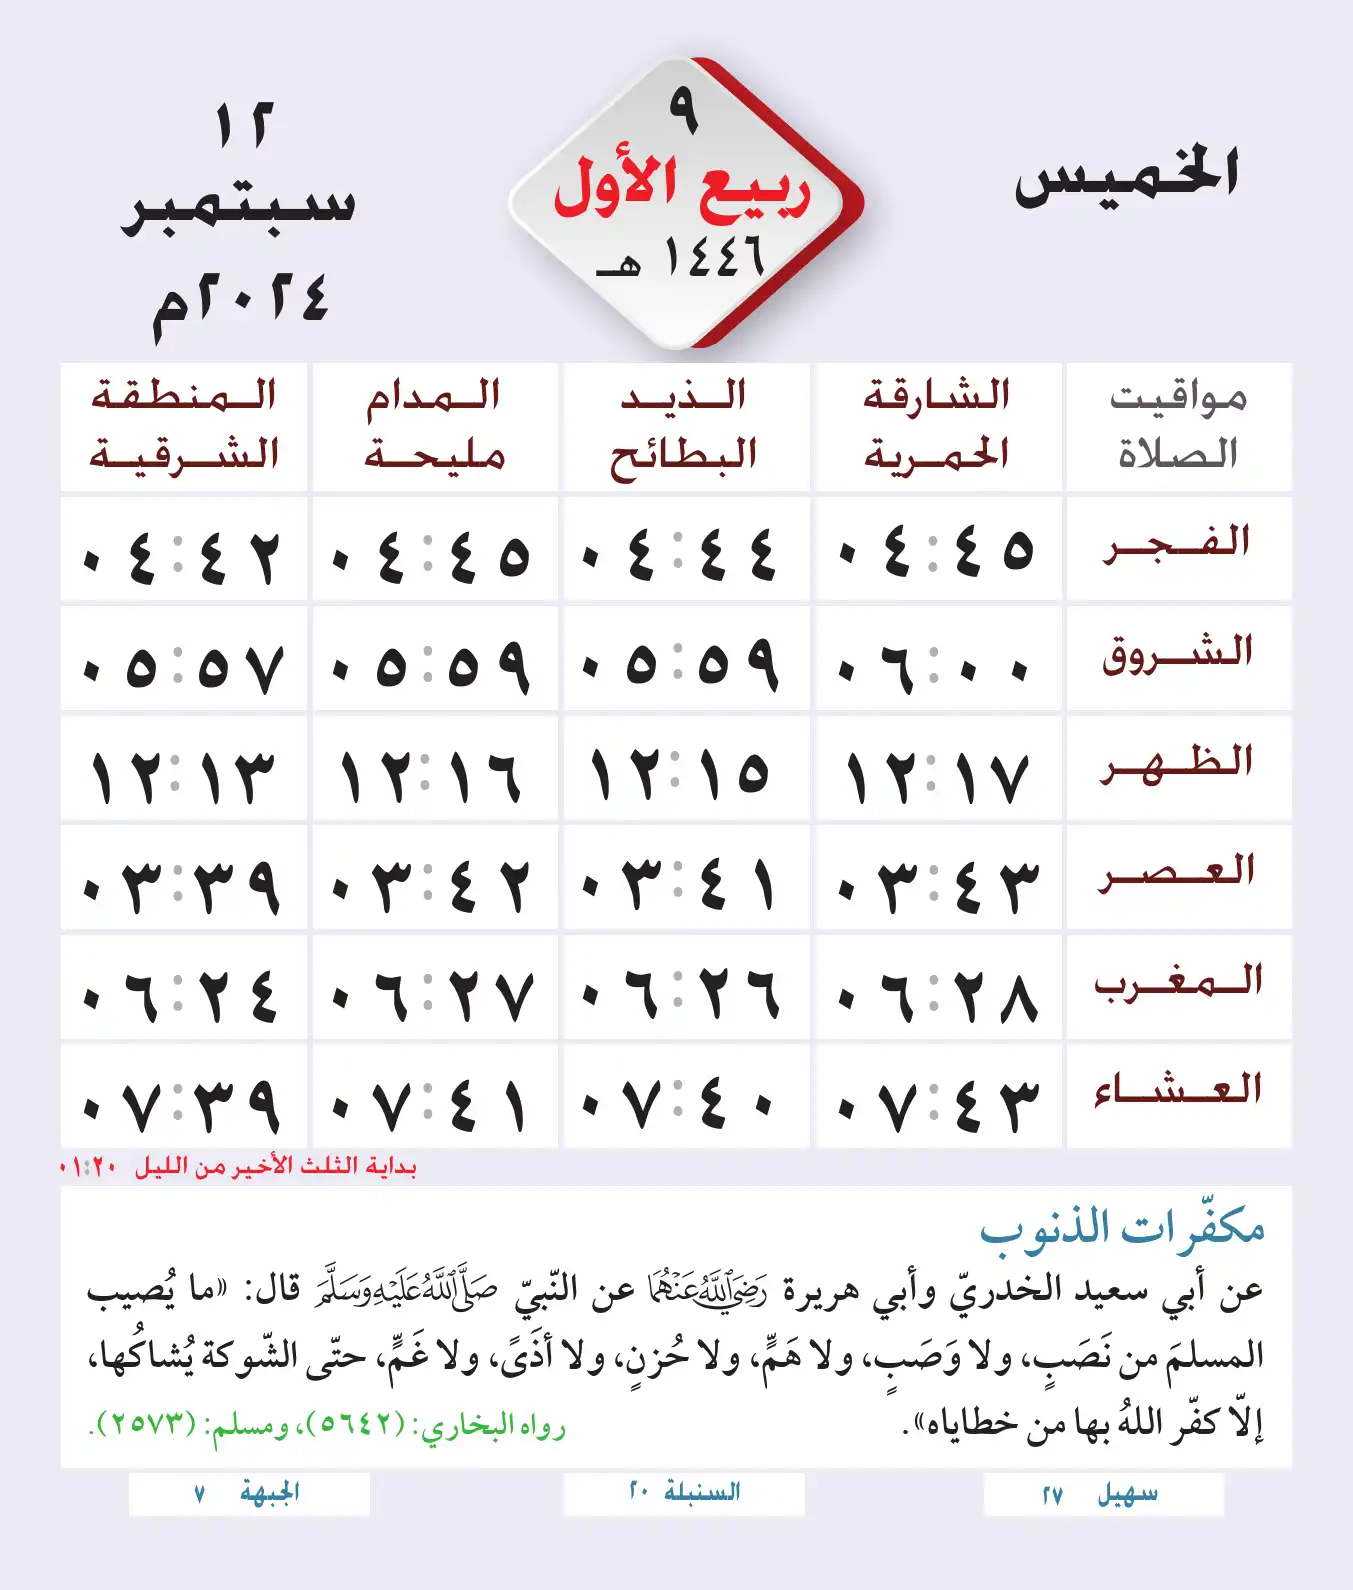 الخميس
٩
ربيع الأول
١٤٤٦ هـ
١٢
سبتمبر
٢٠٢٤م
مواقيت الصلاة
الشارقة الحمرية
الذيد البطائح
المدام مليحة
المنطقة الشرقية
الفجر ٠٤:٤٥ ٠٤:٤٤ ٠٤:٤٥ ٠٤:٤٢
الشروق ٠٦:٠٠ ٠٥:٥٩ ٠٥:٥٩ ٠٥:٥٧
الظهر ١٢:١٧ ١٢:١٥ ١٢:١٦ ١٢:١٣
العصر ٠٣:٤٣ ٠٣:٤١ ٠٣:٤٢ ٠٣:٣٩
المغرب ٠٦:٢٨ ٠٦:٢٦ ٠٦:٢٧ ٠٦:٢٤
العشاء ٠٧:٤٣ ٠٧:٤٠ ٠٧:٤١ ٠٧:٣٩
بداية الثلث الأخير من الليل ٠١:٢٠
مكفّرات الذنوب
عن أبي سعيد الخدريّ وأبي هريرة رَضِيَ اللَّهُ عَنْهُمَا عن النّبيّ صَلَّى اللَّهُ عَلَيْهِ وَسَلَّمَ قال: «ما يُصيب
المسلمَ من نَصَبٍ، ولا وَصَبٍ، ولا هَمٍّ، ولا حُزنٍ، ولا أذَىً، ولا غَمٍّ، حتّى الشّوكة يُشاكُها،
إلّا كفّر اللهُ بها من خطاياه». رواه البخاري: (٥٦٤٢)، ومسلم: (٢٥٧٣).
سهيل ٢٧
السنبلة ٢٠
الجبهة ٧